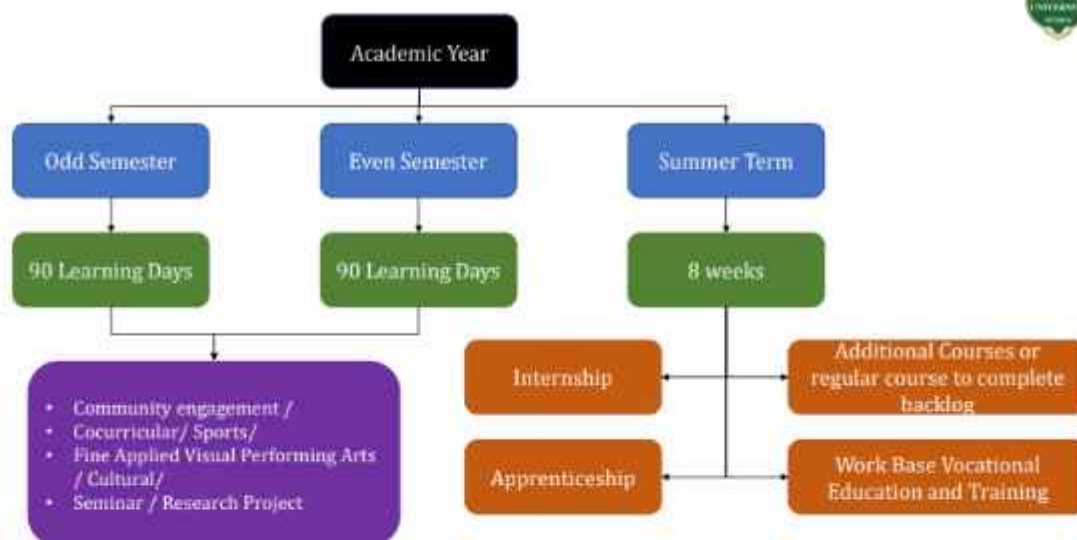 UNIVERSITY
Academic Year
Odd Semester
Even Semester
Summer Term
90 Learning Days
90 Learning Days
8 weeks
Internship
Additional Courses or
regular course to complete
backlog
• Community engagement /
• Cocurricular/ Sports/
• Fine Applied Visual Performing Arts
/ Cultural/
• Seminar / Research Project
Apprenticeship
Work Base Vocational
Education and Training